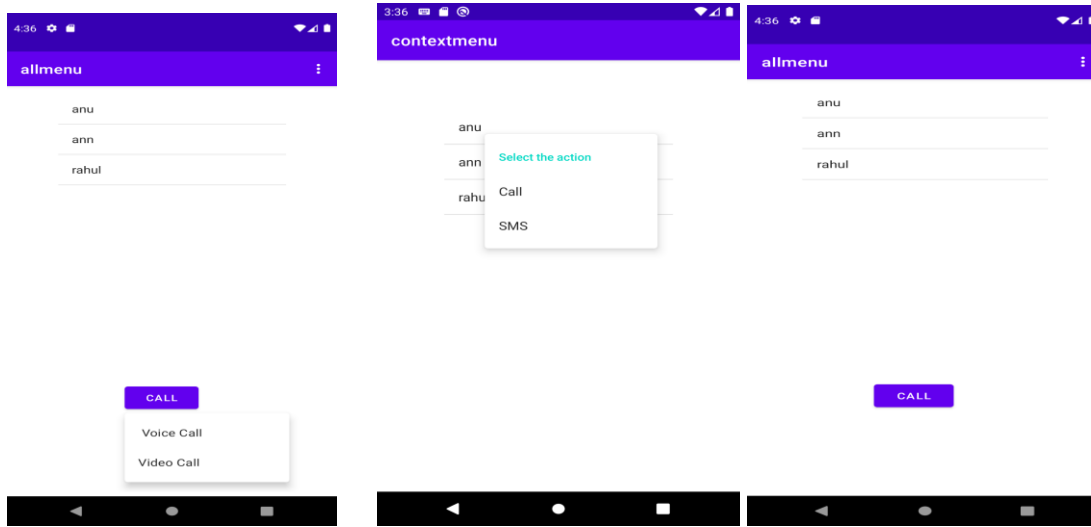 4:36
allmenu
anu
ann
rahul
CALL
Voice Call
Video Call
3:36
contextmenu
anu
ann
rahu
Select the action
Call
SMS
4:36
allmenu
anu
ann
rahul
CALL